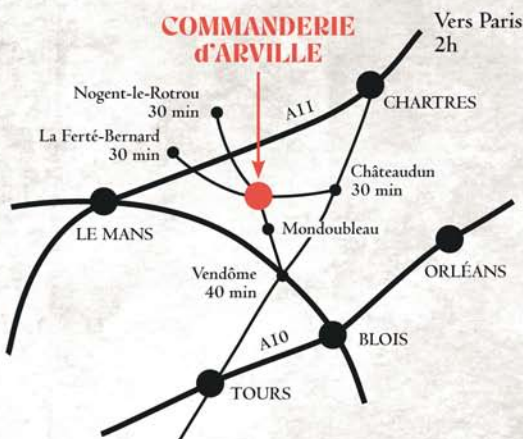 COMMANDERIE
d'ARVILLE
Vers Paris
2h
Nogent-le-Rotrou
30 min
A11
CHARTRES
La Ferté-Bernard
30 min
Châteaudun
30 min
LE MANS
Mondoubleau
ORLÉANS
Vendôme
40 min
A10
BLOIS
TOURS